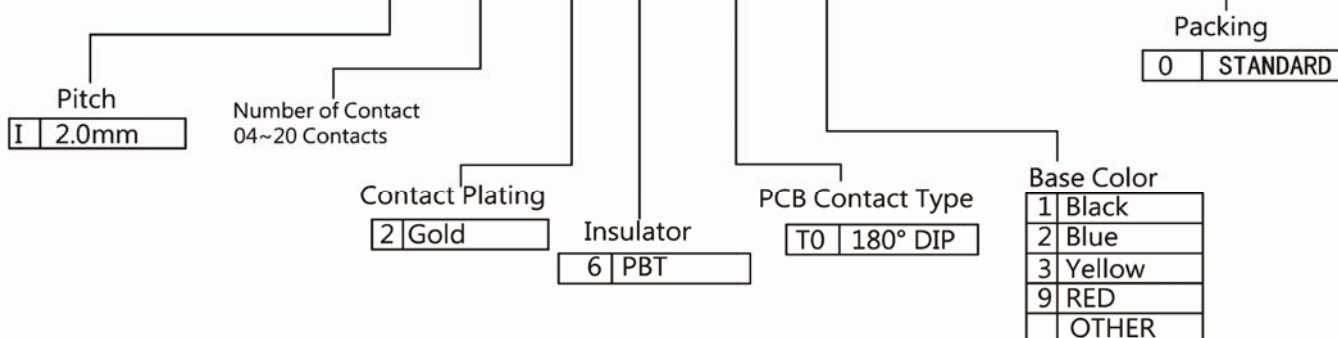 Packing
0 STANDARD
Pitch
I 2.0mm
Number of Contact
04~20 Contacts
Contact Plating
2 Gold
Insulator
6 PBT
PCB Contact Type
T0 180° DIP
Base Color
1 Black
2 Blue
3 Yellow
9 RED
OTHER